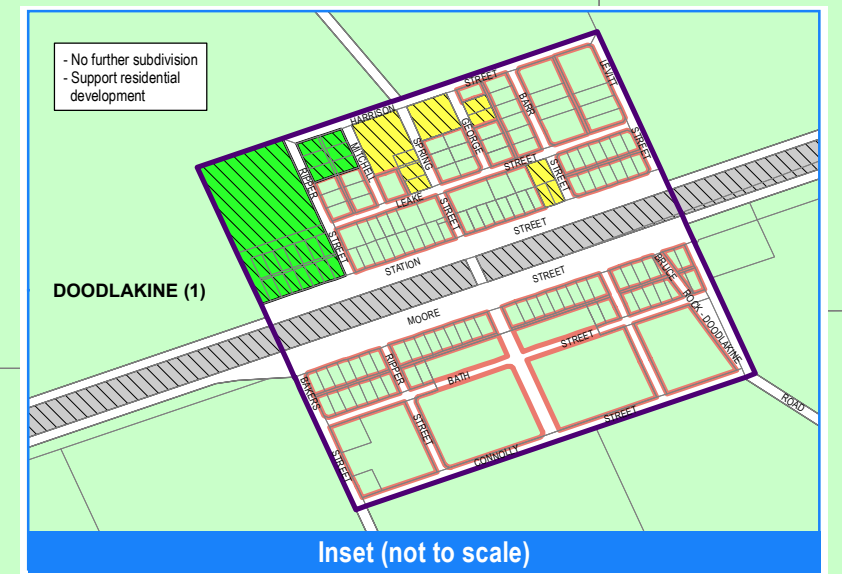 - No further subdivision
- Support residential
development
HARRISON
STREET
LEVITT
STREET
BARR
STREET
GEORGE
SPRING
STREET
MITCHELL
RIPPER
STREET
LEAKE
STREET
STATION
STREET
DOODLAKINE (1)
MOORE
STREET
BRUCE
ROCK - DOODLAKINE
ROAD
BAKERS
STREET
RIPPER
STREET
BATH
STREET
CONNOLLY
STREET
Inset (not to scale)